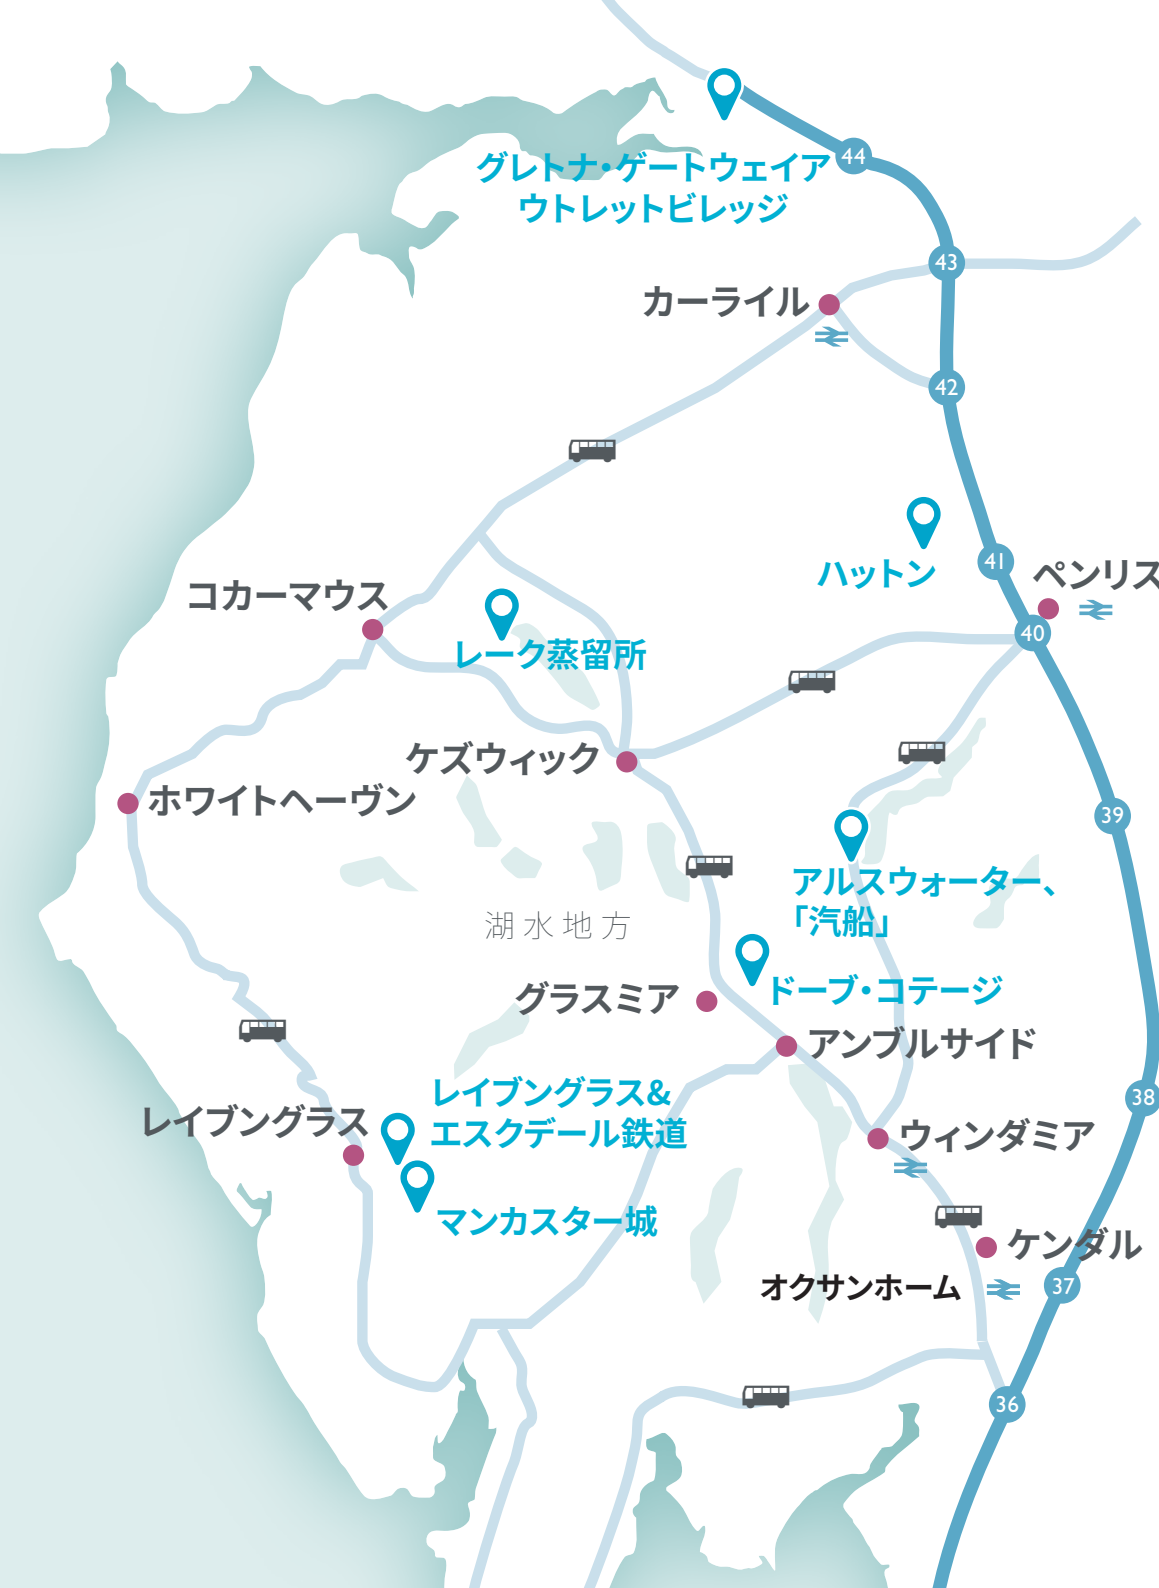 グレトナ・ゲートウェイア
ウトレットビレッジ
44
43
カーライル
42
ハットン
41
ペンリス
コカーマウス
40
レーク蒸留所
ケズウィック
ホワイトヘーヴン
39
アルスウォーター、
「汽船」
湖水地方
ドーブ・コテージ
グラスミア
アンブルサイド
レイブングラス&
エスクデール鉄道
38
レイブングラス
ウィンダミア
マンカスター城
ケンダル
オクサンホーム
37
36